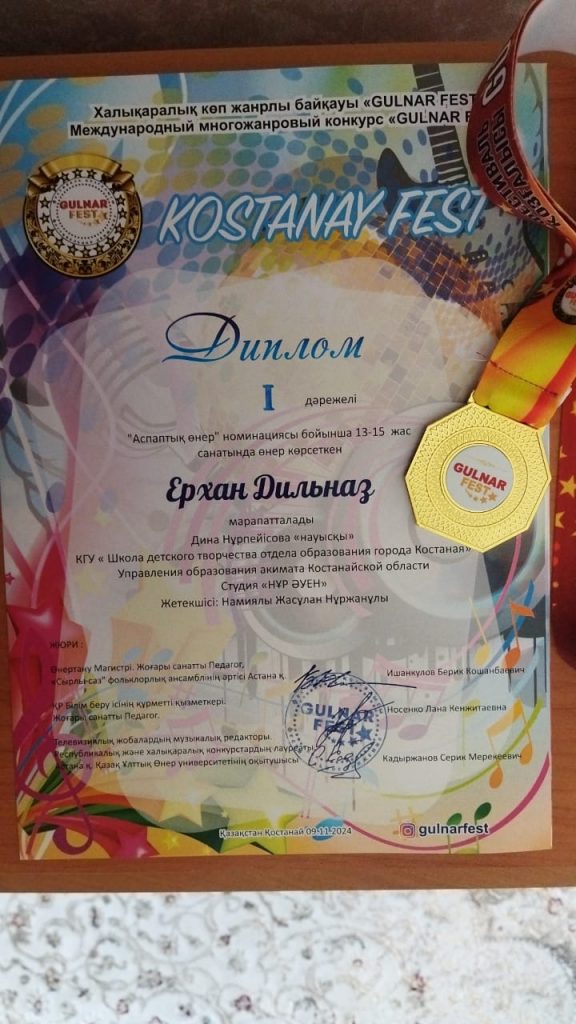 Халықаралық көп жанрлы байқауы «GULNAR FEST
Международный многожанровый конкурс «GULNAR F
GULNAR
FEST
KOSTANAY FEST
Диплом
I дәрежелі
"Аспаптық өнер" номинациясы бойынша 13-15 жас
санатында өнер көрсеткен
Ерхан Дильназ
марапатталады
Дина Нұрпейісова «науысқы»
КГУ « Школа детского творчества отдела образования города Костаная»
Управления образования акимата Костанайской области
Студия «НҰР ӘУЕН»
Жетекшісі: Намиялы Жасұлан Нұржанұлы
GULNAR
FEST
ЖЮРИ :
Өнертану Магистрі. Жоғары санатты Педагог,
«Сырлы-саз» фольклорлық ансамблінің әртісі Астана қ
Ишанкулов Берик Кошанбаевич
ҚР Білім беру ісінің құрметті қызметкері.
Жоғары санатты Педагог.
Носенко Лана Кенжитаевна
GULNAR
FEST
Телевизиялық жобалардың музыкалық редакторы.
Республикалық және халықаралық конкурстардың лауреаты
Астана қ. Қазақ Ұлттық Өнер университетінің оқытушысы
Кадыржанов Серик Мерекеевич
Қазақстан Қостанай 09.11.2024
gulnarfest